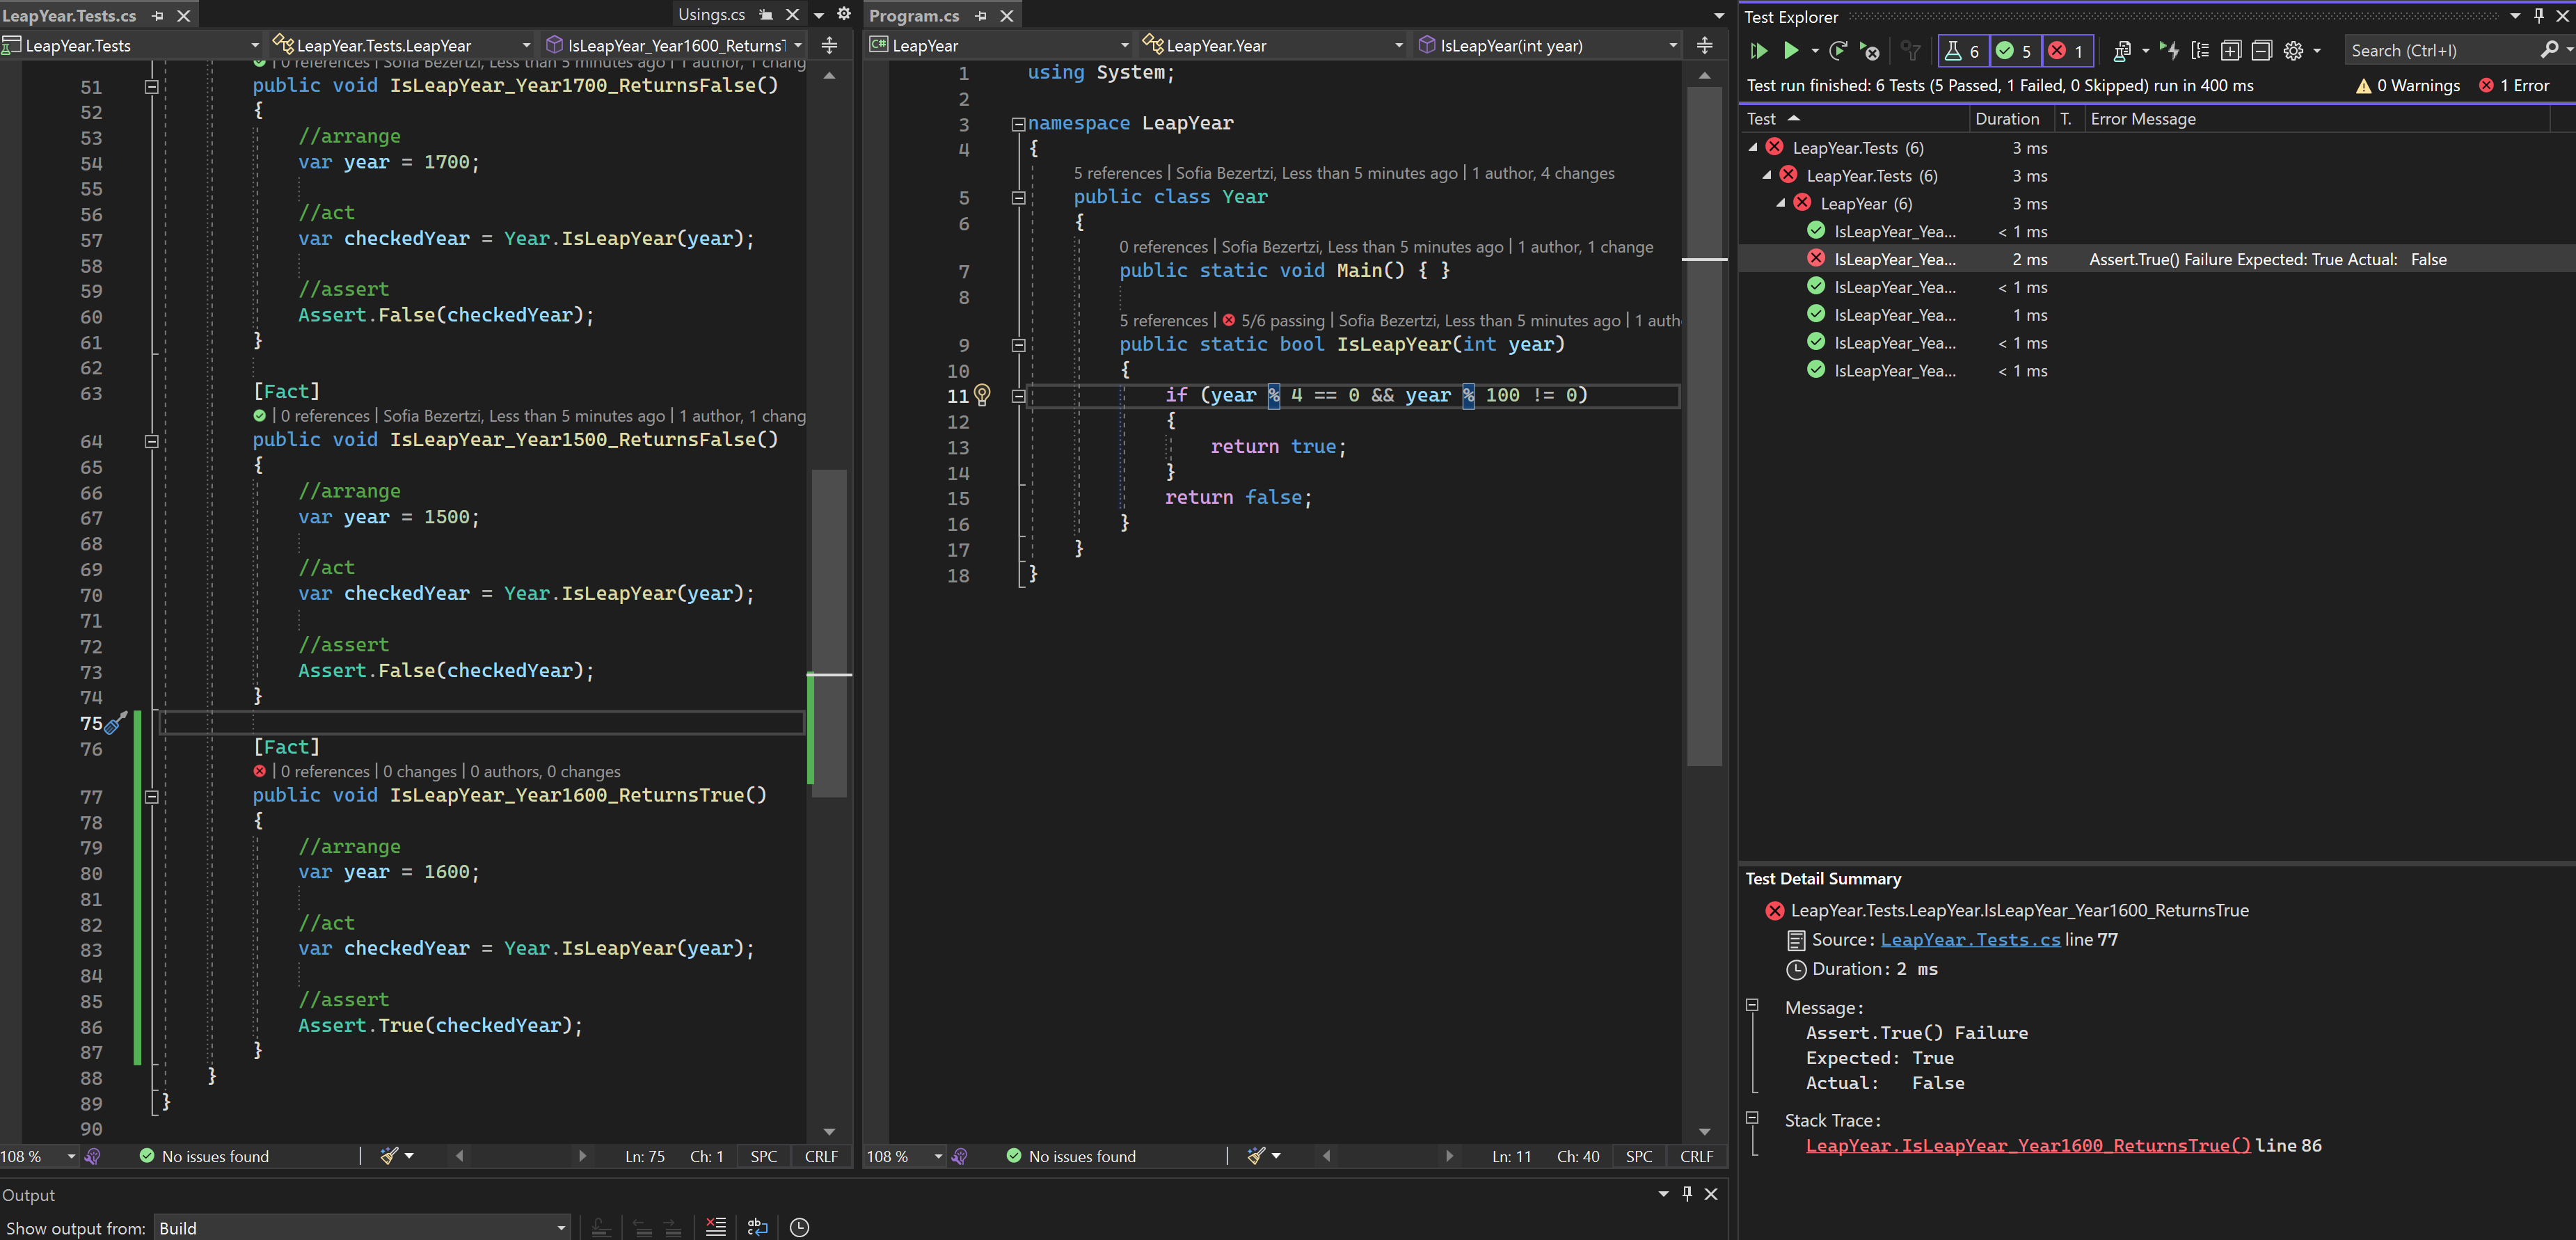 LeapYear.Tests.cs
Usings.cs
LeapYear.Tests
LeapYear.Tests.LeapYear
IsLeapYear_Year1600_Returns
0 references | Sofia Bezertzi, Less than 5 minutes ago | 1 author, 1 chang
51 public void IsLeapYear_Year1700_ReturnsFalse()
52 {
53 //arrange
54 var year = 1700;
55
56 //act
57 var checkedYear = Year.IsLeapYear(year);
58
59 //assert
60 Assert.False(checkedYear);
61 }
62
63 [Fact]
| 0 references | Sofia Bezertzi, Less than 5 minutes ago | 1 author, 1 chang
64 public void IsLeapYear_Year1500_ReturnsFalse()
65 {
66 //arrange
67 var year = 1500;
68
69 //act
70 var checkedYear = Year.IsLeapYear(year);
71
72 //assert
73 Assert.False(checkedYear);
74 }
75
76 [Fact]
| 0 references | 0 changes | 0 authors, 0 changes
77 public void IsLeapYear_Year1600_ReturnsTrue()
78 {
79 //arrange
80 var year = 1600;
81
82 //act
83 var checkedYear = Year.IsLeapYear(year);
84
85 //assert
86 Assert.True(checkedYear);
87 }
88 }
89 }
90
108 %
No issues found
Ln: 75 Ch: 1 SPC CRLF
Program.cs
C# LeapYear
LeapYear.Year
IsLeapYear(int year)
1 using System;
2
3 namespace LeapYear
4 {
5 references | Sofia Bezertzi, Less than 5 minutes ago | 1 author, 4 changes
5 public class Year
6 {
0 references | Sofia Bezertzi, Less than 5 minutes ago | 1 author, 1 change
7 public static void Main() { }
8
5 references | 5/6 passing | Sofia Bezertzi, Less than 5 minutes ago | 1 auth
9 public static bool IsLeapYear(int year)
10 {
11 if (year % 4 == 0 && year % 100 != 0)
12 {
13 return true;
14 }
15 return false;
16 }
17 }
18 }
108 %
No issues found
Ln: 11 Ch: 40 SPC CRLF
Output
Show output from: Build
Test Explorer
6 5 1
Search (Ctrl+I)
Test run finished: 6 Tests (5 Passed, 1 Failed, 0 Skipped) run in 400 ms
0 Warnings 1 Error
Test Duration T. Error Message
LeapYear.Tests (6) 3 ms
LeapYear.Tests (6) 3 ms
LeapYear (6) 3 ms
IsLeapYear_Yea... < 1 ms
IsLeapYear_Yea... 2 ms Assert.True() Failure Expected: True Actual: False
IsLeapYear_Yea... < 1 ms
IsLeapYear_Yea... 1 ms
IsLeapYear_Yea... < 1 ms
IsLeapYear_Yea... < 1 ms
Test Detail Summary
LeapYear.Tests.LeapYear.IsLeapYear_Year1600_ReturnsTrue
Source: LeapYear.Tests.cs line 77
Duration: 2 ms
Message:
Assert.True() Failure
Expected: True
Actual: False
Stack Trace:
LeapYear.IsLeapYear_Year1600_ReturnsTrue() line 86